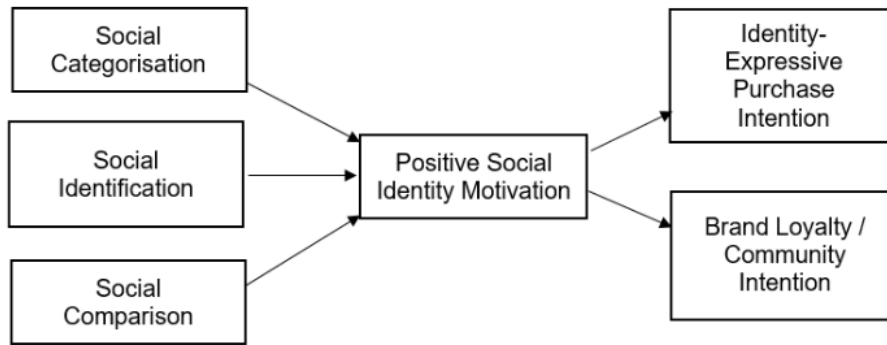 Social
Categorisation
Social
Identification
Social
Comparison
Positive Social
Identity Motivation
Identity-
Expressive
Purchase
Intention
Brand Loyalty /
Community
Intention